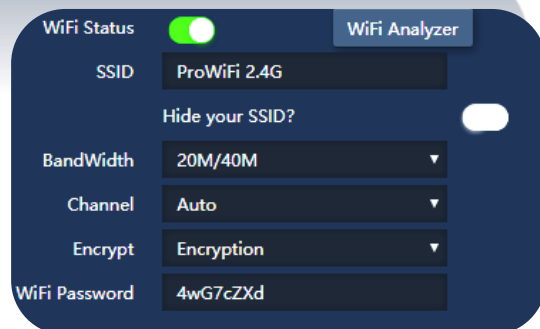 WiFi Status WiFi Analyzer
SSID ProWiFi 2.4G
Hide your SSID?
BandWidth 20M/40M
Channel Auto
Encrypt Encryption
WiFi Password 4wG7cZXd